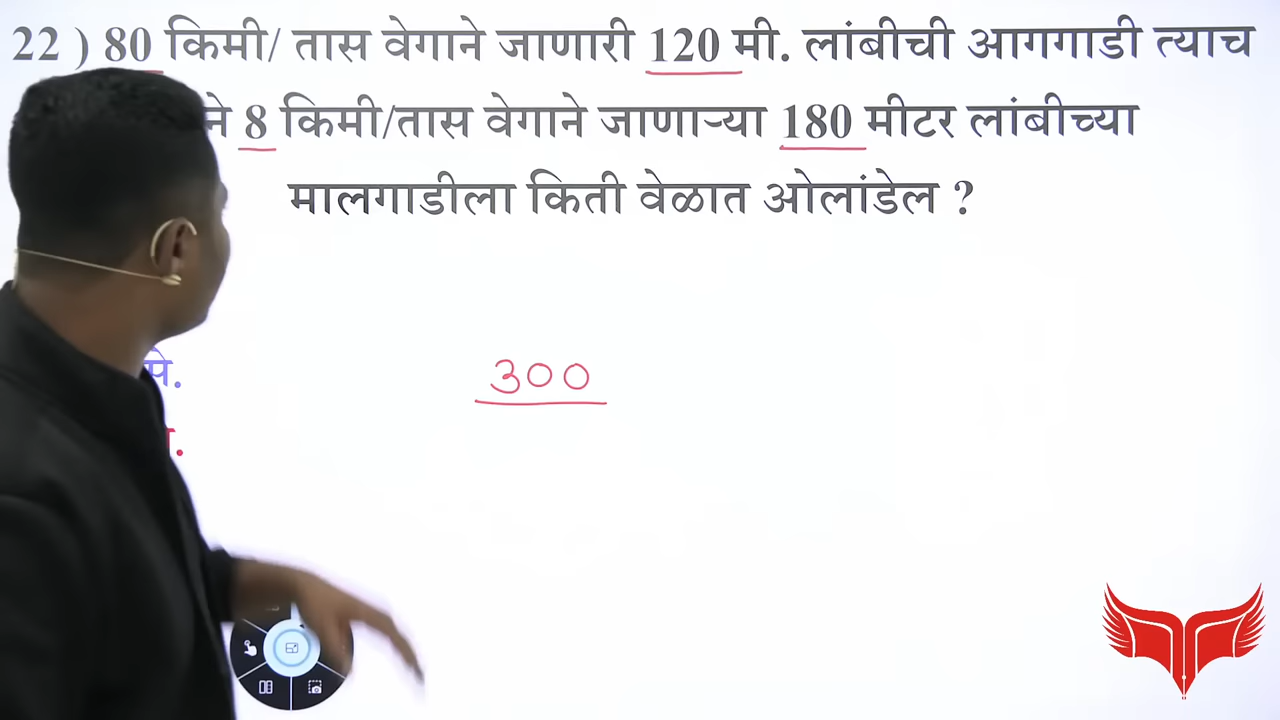 22 ) 80 किमी/ तास वेगाने जाणारी 120 मी. लांबीची आगगाडी त्याच
8 किमी/तास वेगाने जाणाऱ्या 180 मीटर लांबीच्या
मालगाडीला किती वेळात ओलांडेल ?
300